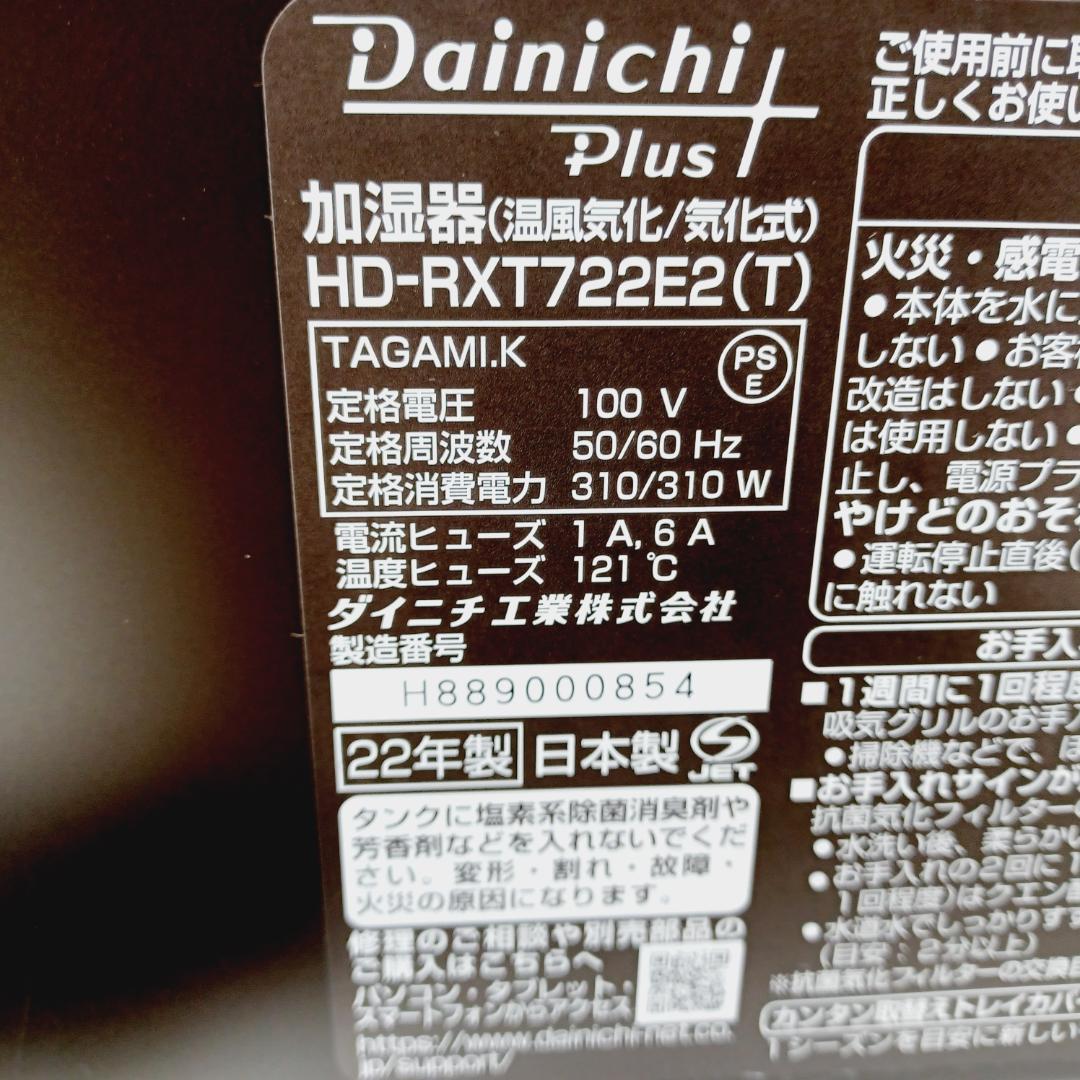 Dainichi
Plus
加湿器(温風気化/気化式)
HD-RXT722E2(T)
TAGAMI.K
PS
E
定格電圧 100 V
定格周波数 50/60 Hz
定格消費電力 310/310 W
電流ヒューズ 1 A, 6 A
温度ヒューズ 121 ℃
ダイニチ工業株式会社
製造番号
H889000854
22年製 日本製 JET
タンクに塩素系除菌消臭剤や
芳香剤などを入れないでくだ
さい。変形・割れ・故障・
火災の原因になります。
修理のご相談や別売部品の
ご購入はこちらへ
パソコン・タブレット・
スマートフォンからアクセス
https://www.dainichi-net.co.
jp/support/
ご使用前に取
正しくお使い
火災・感電
●本体を水に
しない●お客様
改造はしない
は使用しない●
止し、電源プラ
やけどのおそれ
●運転停止直後(
に触れない
お手入
■1週間に1回程度
吸気グリルのお手入
●掃除機などで、ほ
■お手入れサインが
抗菌気化フィルター
●水洗い後、柔らかい
●お手入れの2回に1
1回程度)はクエン酸
●水道水でしっかりすす
(目安：2分以上)
※抗菌気化フィルターの交換目
カンタン取替えトレイカバー
1シーズンを目安に新しい